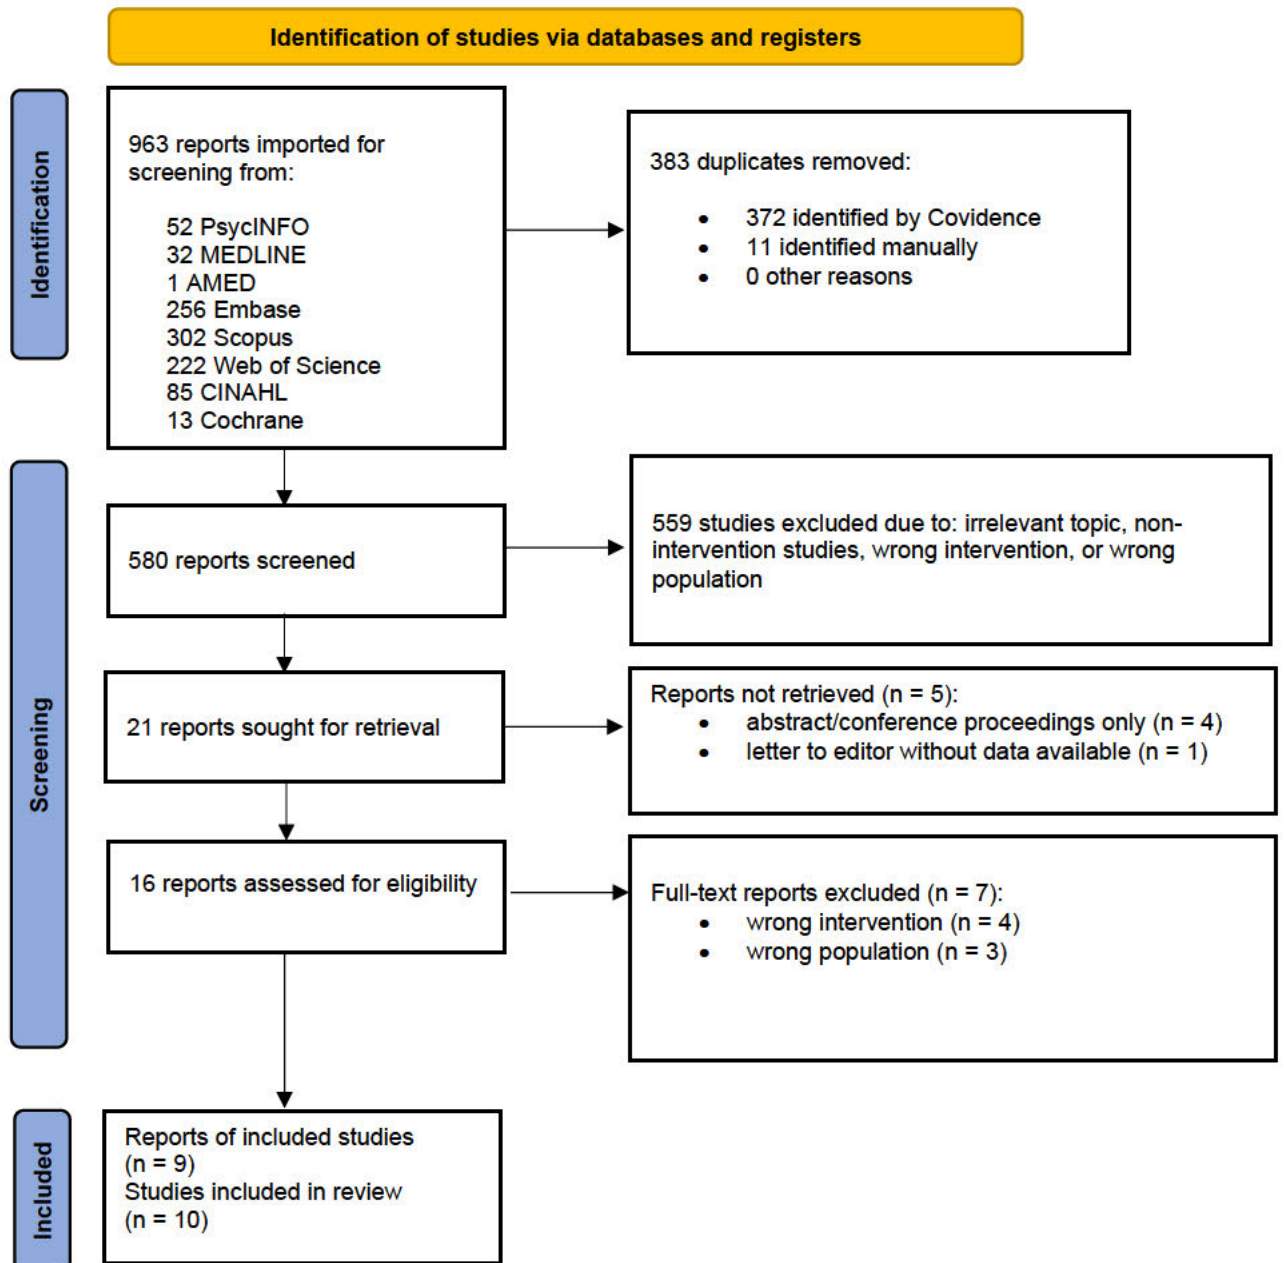 Identification of studies via databases and registers
Identification
963 reports imported for
screening from:
52 PsycINFO
32 MEDLINE
1 AMED
256 Embase
302 Scopus
222 Web of Science
85 CINAHL
13 Cochrane
383 duplicates removed:
• 372 identified by Covidence
• 11 identified manually
• 0 other reasons
Screening
580 reports screened
559 studies excluded due to: irrelevant topic, non-
intervention studies, wrong intervention, or wrong
population
21 reports sought for retrieval
Reports not retrieved (n = 5):
• abstract/conference proceedings only (n = 4)
• letter to editor without data available (n = 1)
16 reports assessed for eligibility
Full-text reports excluded (n = 7):
• wrong intervention (n = 4)
• wrong population (n = 3)
Included
Reports of included studies
(n = 9)
Studies included in review
(n = 10)